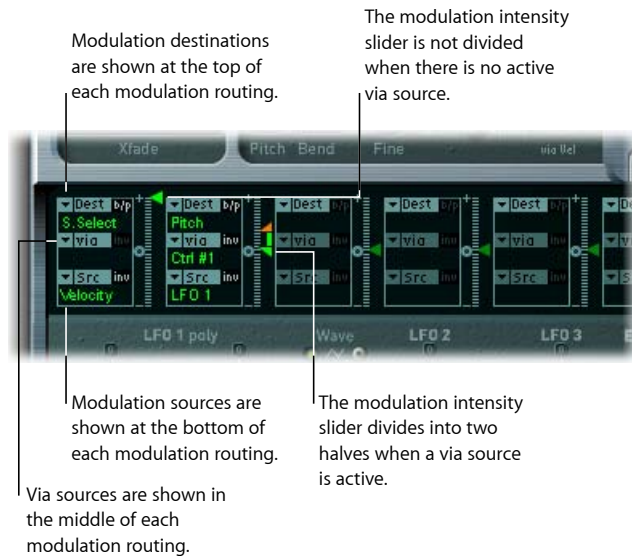 Modulation destinations
are shown at the top of
each modulation routing.
The modulation intensity
slider is not divided
when there is no active
via source.
Xfade
Pitch Bend
Fine
via Vel
Dest b/p
S.Select
via inv
Src inv
Velocity
Dest b/p
Pitch
via inv
Ctrl #1
Src inv
LFO 1
Dest b/p
via inv
Src inv
Dest b/p
via inv
Src inv
Dest b/p
via inv
Src inv
LFO 1 poly
Wave
LFO 2
LFO 3
Modulation sources are
shown at the bottom of
each modulation routing.
The modulation intensity
slider divides into two
halves when a via source
is active.
Via sources are shown in
the middle of each
modulation routing.